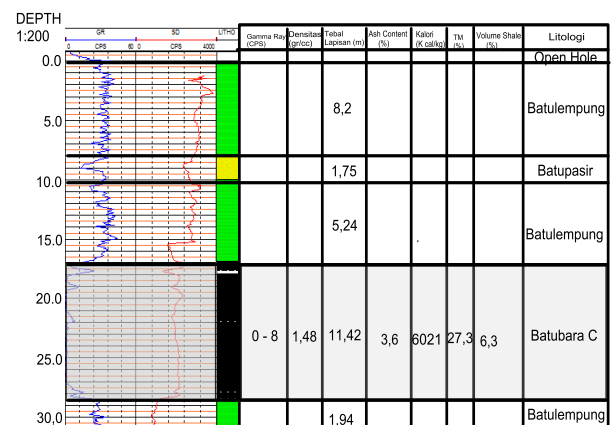 DEPTH
1:200
GR SD LITHO
0 CPS 60 0 CPS 4000
Gamma Ray (CPS) Densitas (gr/cc) Tebal Lapisan (m) Ash Content (%) Kalori (K cal/kg) TM (%) Volume Shale (%) Litologi
0.0 Open Hole
5.0 8,2 Batulempung
1,75 Batupasir
10.0
15.0 5,24 Batulempung
20.0
0 - 8 1,48 11,42 3,6 6021 27,3 6,3 Batubara C
25.0
30,0 1,94 Batulempung